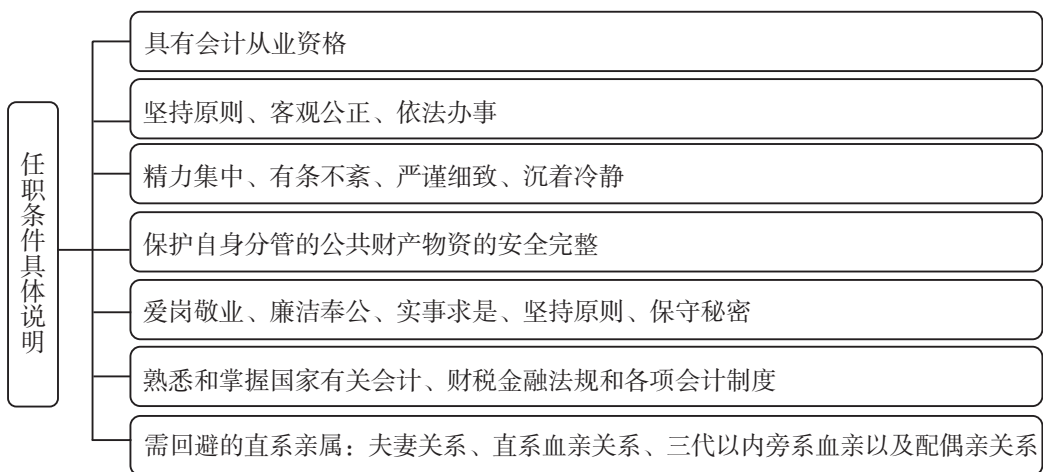 任职条件具体说明
具有会计从业资格
坚持原则、客观公正、依法办事
精力集中、有条不紊、严谨细致、沉着冷静
保护自身分管的公共财产物资的安全完整
爱岗敬业、廉洁奉公、实事求是、坚持原则、保守秘密
熟悉和掌握国家有关会计、财税金融法规和各项会计制度
需回避的直系亲属：夫妻关系、直系血亲关系、三代以内旁系血亲以及配偶亲关系